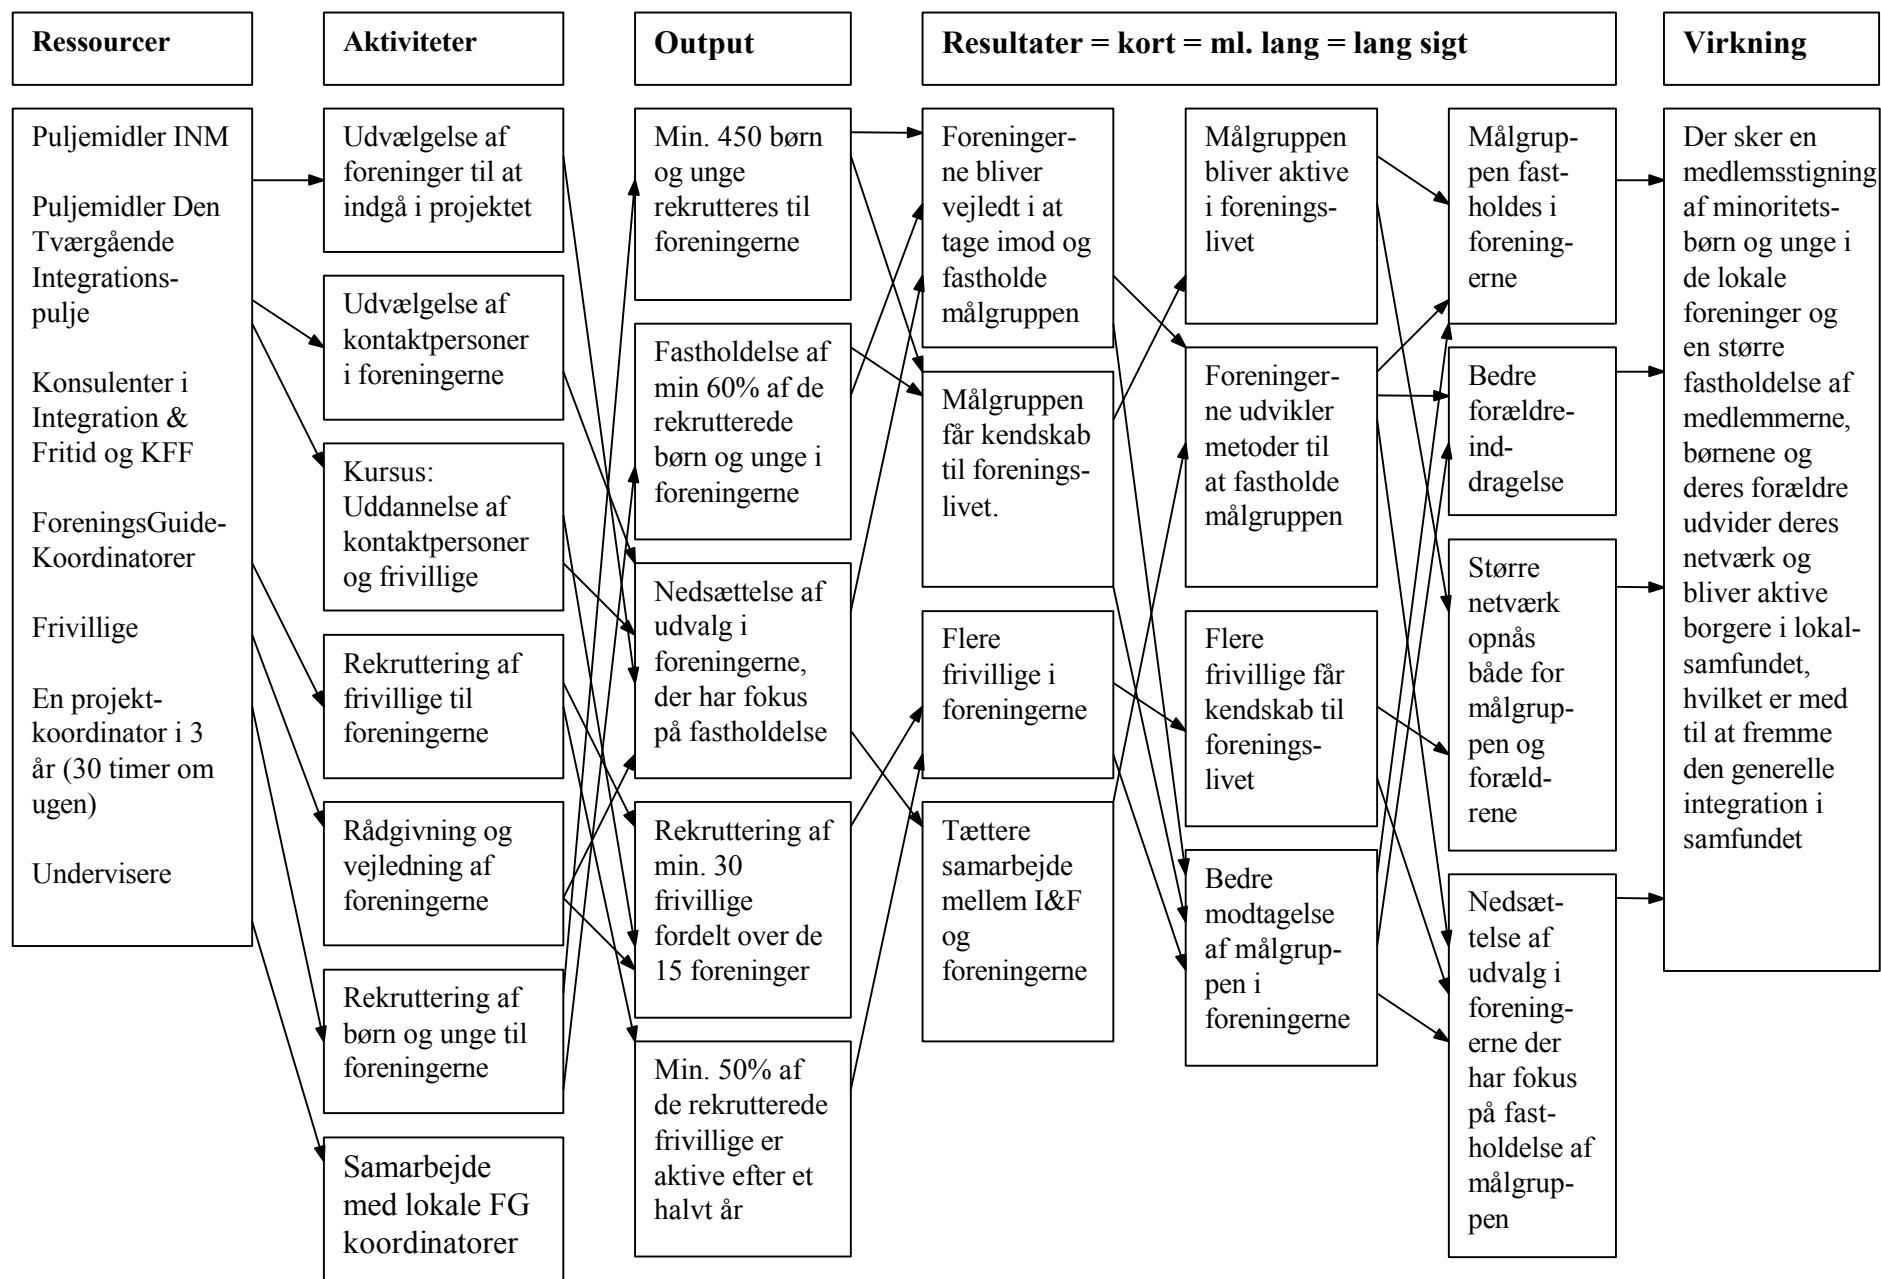 Ressourcer
Aktiviteter
Output
Resultater = kort = ml. lang = lang sigt
Virkning
Puljemidler INM
Puljemidler Den
Tværgående
Integrations-
pulje
Konsulenter i
Integration &
Fritid og KFF
ForeningsGuide-
Koordinatorer
Frivillige
En projekt-
koordinator i 3
år (30 timer om
ugen)
Undervisere
Udvælgelse af
foreninger til at
indgå i projektet
Udvælgelse af
kontaktpersoner
i foreningerne
Kursus:
Uddannelse af
kontaktpersoner
og frivillige
Rekruttering af
frivillige til
foreningerne
Rådgivning og
vejledning af
foreningerne
Rekruttering af
børn og unge til
foreningerne
Samarbejde
med lokale FG
koordinatorer
Min. 450 børn
og unge
rekrutteres til
foreningerne
Fastholdelse af
min 60% af de
rekrutterede
børn og unge i
foreningerne
Nedsættelse af
udvalg i
foreningerne,
der har fokus
på fastholdelse
Rekruttering af
min. 30
frivillige
fordelt over de
15 foreninger
Min. 50% af
de rekrutterede
frivillige er
aktive efter et
halvt år
Foreninger-
ne bliver
vejledt i at
tage imod og
fastholde
målgruppen
Målgruppen
får kendskab
til forenings-
livet.
Flere
frivillige i
foreningerne
Tættere
samarbejde
mellem I&F
og
foreningerne
Målgruppen
bliver aktive
i forenings-
livet
Foreninger-
ne udvikler
metoder til
at fastholde
målgruppen
Flere
frivillige får
kendskab til
forenings-
livet
Bedre
modtagelse
af målgrup-
pen i
foreningerne
Målgrup-
pen fast-
holdes i
forening-
erne
Bedre
forældre-
ind-
dragelse
Større
netværk
opnås
både for
målgrup-
pen og
foræld-
rene
Nedsæt-
telse af
udvalg i
forening-
erne der
har fokus
på fast-
holdelse af
målgrup-
pen
Der sker en
medlemsstigning
af minoritets-
børn og unge i
de lokale
foreninger og
en større
fastholdelse af
medlemmerne,
børnene og
deres forældre
udvider deres
netværk og
bliver aktive
borgere i lokal-
samfundet,
hvilket er med
til at fremme
den generelle
integration i
samfundet